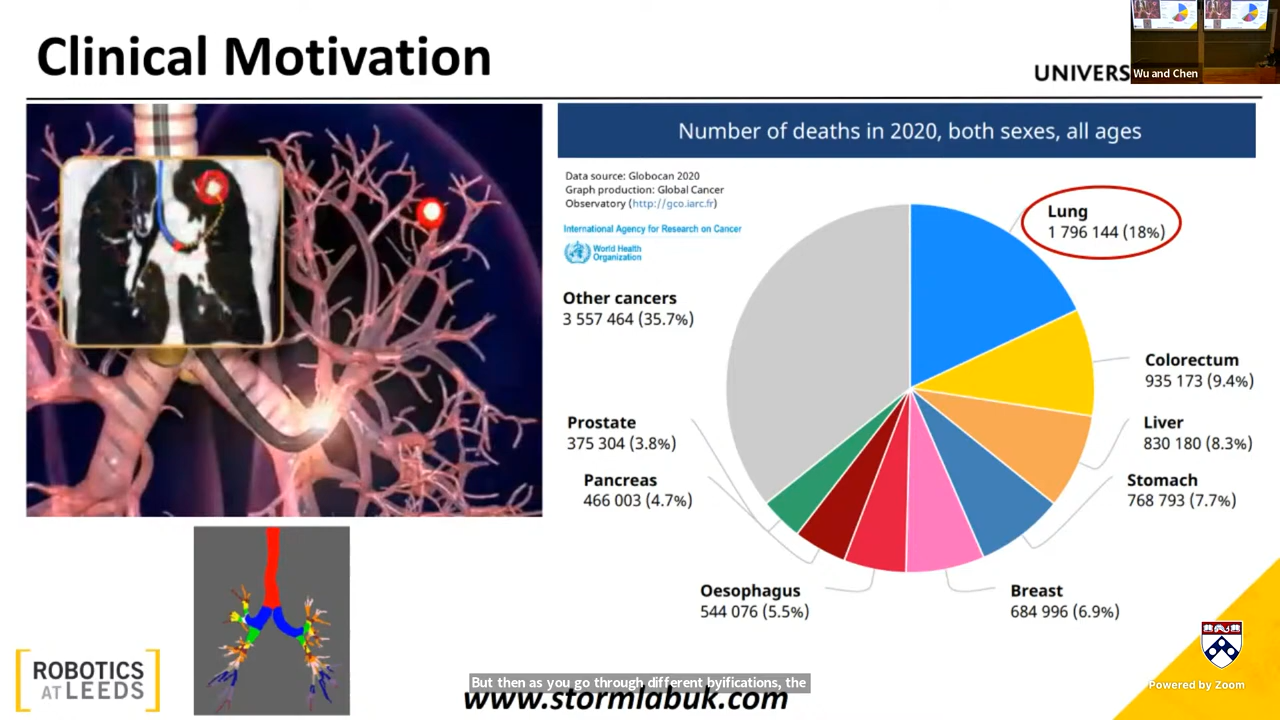 Clinical Motivation
UNIVERS
Wu and Chen
Number of deaths in 2020, both sexes, all ages
Data source: Globocan 2020
Graph production: Global Cancer
Observatory (http://gco.iarc.fr)
International Agency for Research on Cancer
World Health
Organization
Lung
1 796 144 (18%)
Other cancers
3 557 464 (35.7%)
Colorectum
935 173 (9.4%)
Prostate
375 304 (3.8%)
Liver
830 180 (8.3%)
Pancreas
466 003 (4.7%)
Stomach
768 793 (7.7%)
Oesophagus
544 076 (5.5%)
Breast
684 996 (6.9%)
ROBOTICS
AT LEEDS
But then as you go through different byifications, the
www.stormlabuk.com
Powered by Zoom